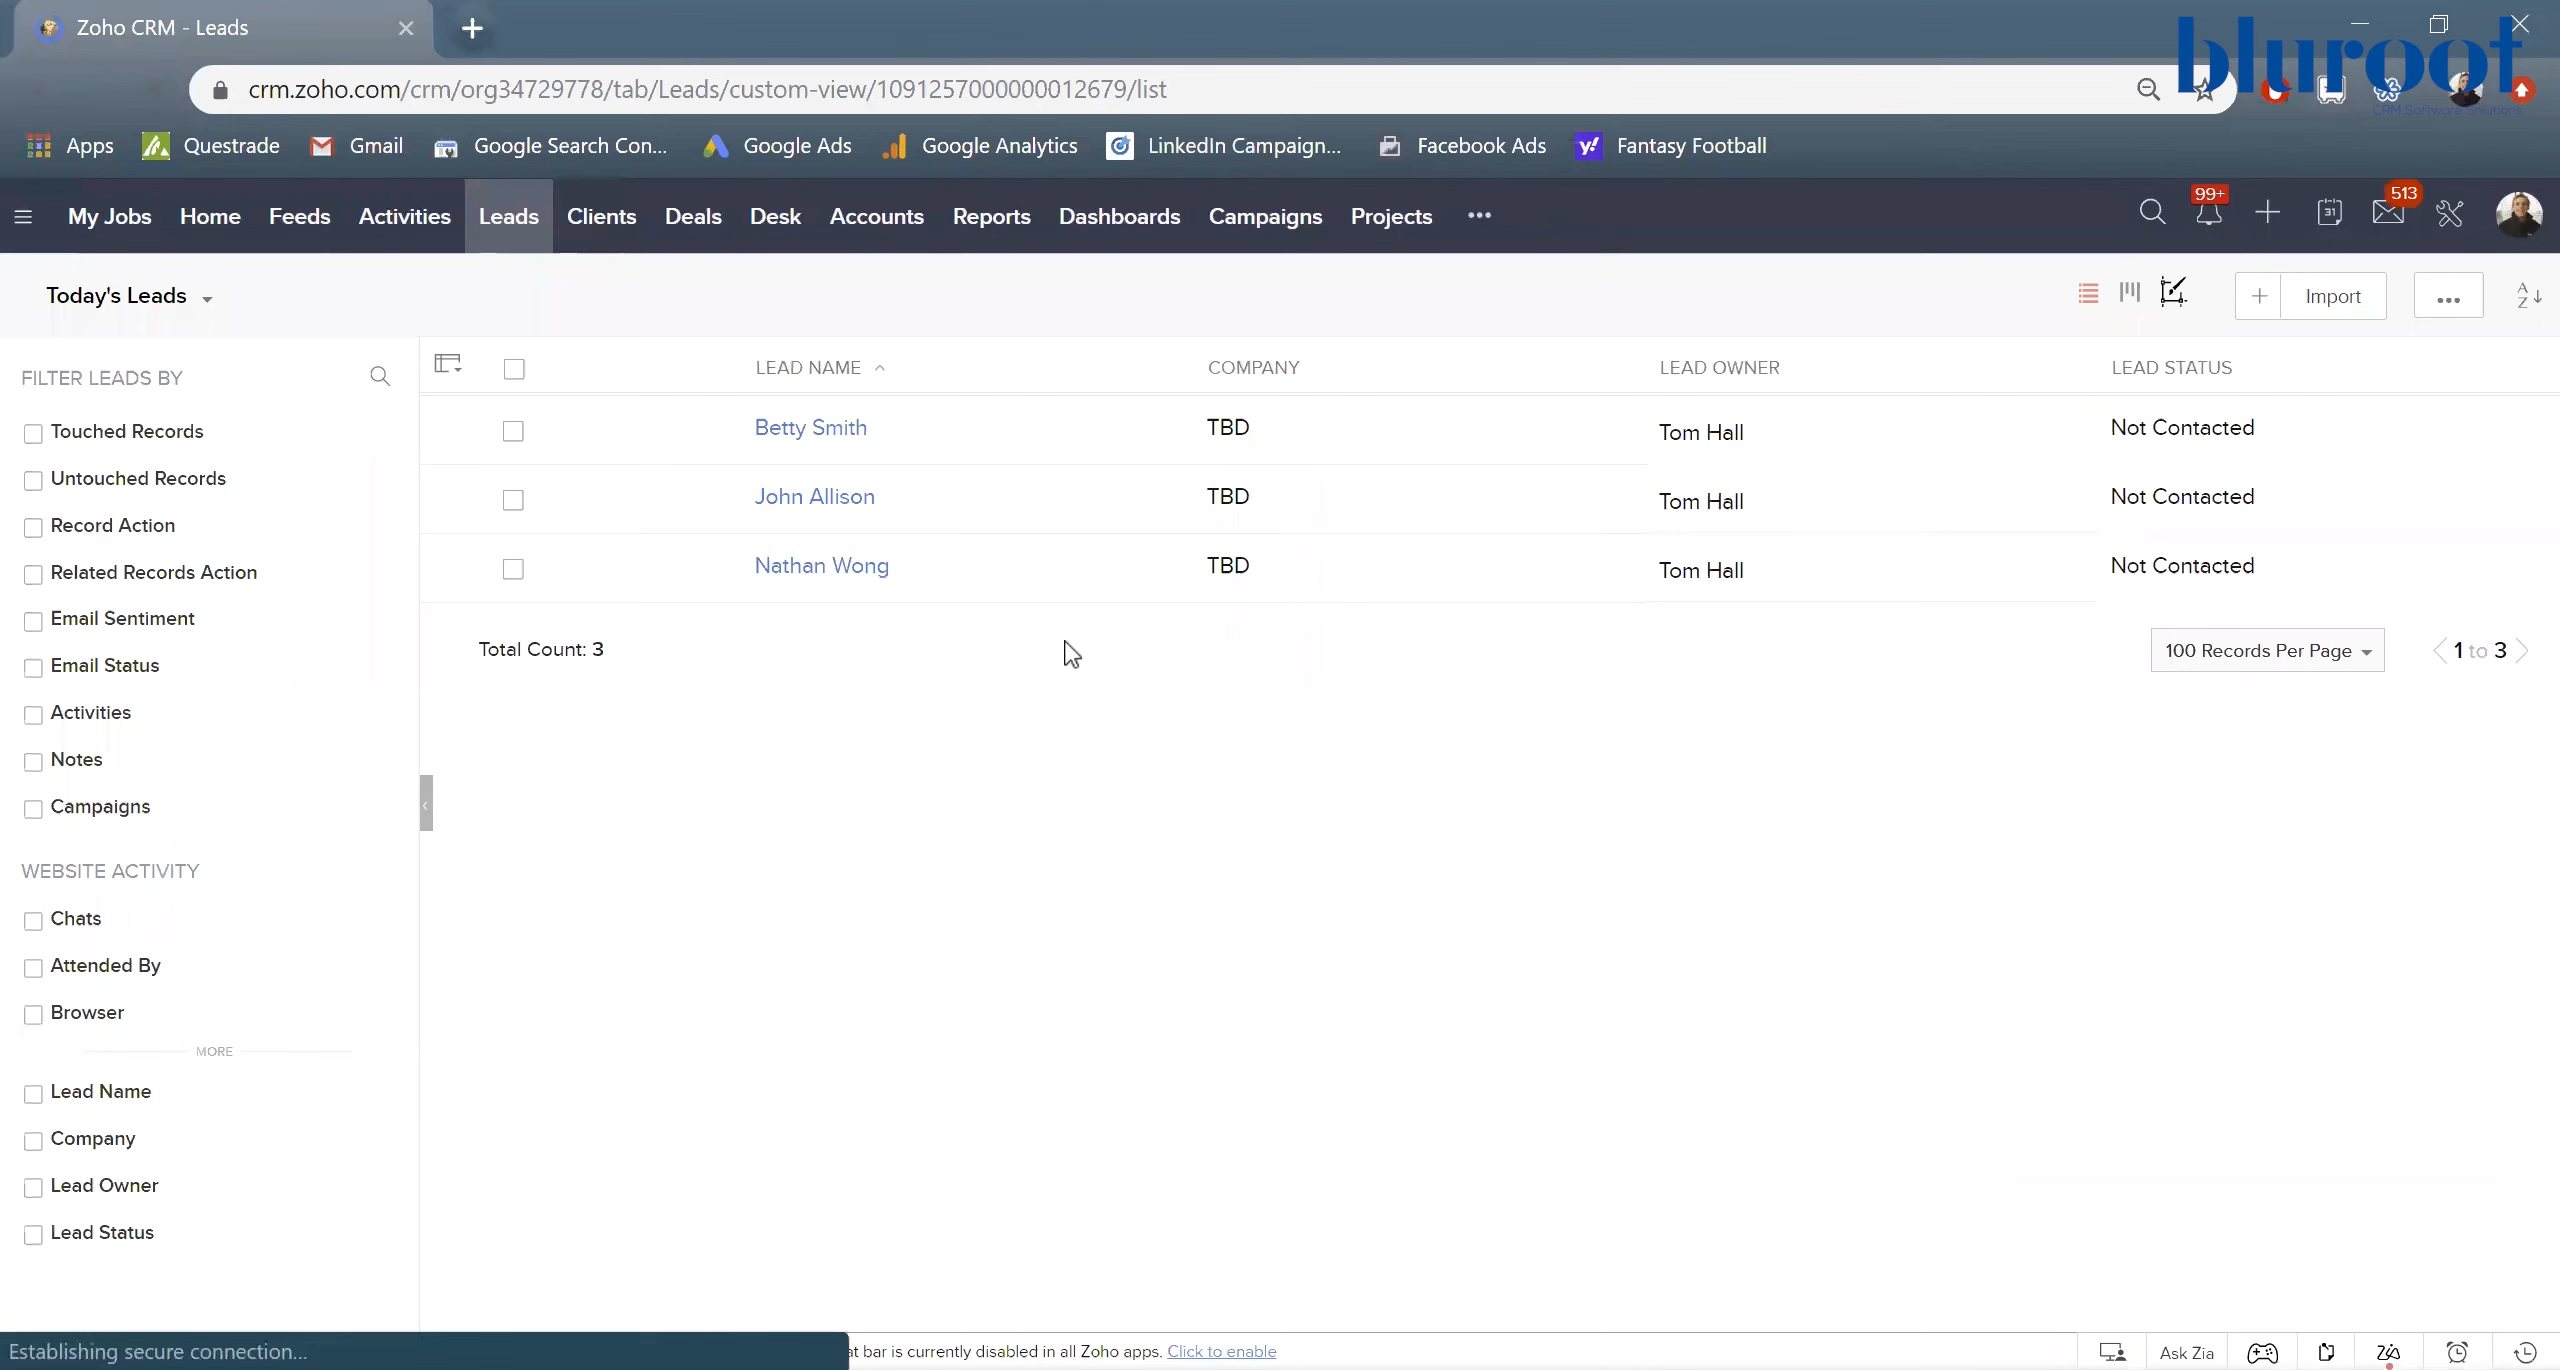 Zoho CRM - Leads
bluroot
CRM Software Solutions
crm.zoho.com/crm/org34729778/tab/Leads/custom-view/1091257000000012679/list
Apps Questrade Gmail Google Search Con... Google Ads Google Analytics LinkedIn Campaign... Facebook Ads Fantasy Football
My Jobs Home Feeds Activities Leads Clients Deals Desk Accounts Reports Dashboards Campaigns Projects ••• 99+ 31 513
Today's Leads Import ... A Z
FILTER LEADS BY
LEAD NAME COMPANY LEAD OWNER LEAD STATUS
Betty Smith TBD Tom Hall Not Contacted
John Allison TBD Tom Hall Not Contacted
Nathan Wong TBD Tom Hall Not Contacted
Total Count: 3 100 Records Per Page 1 to 3
Touched Records
Untouched Records
Record Action
Related Records Action
Email Sentiment
Email Status
Activities
Notes
Campaigns
WEBSITE ACTIVITY
Chats
Attended By
Browser
MORE
Lead Name
Company
Lead Owner
Lead Status
Establishing secure connection... at bar is currently disabled in all Zoho apps. Click to enable Ask Zia